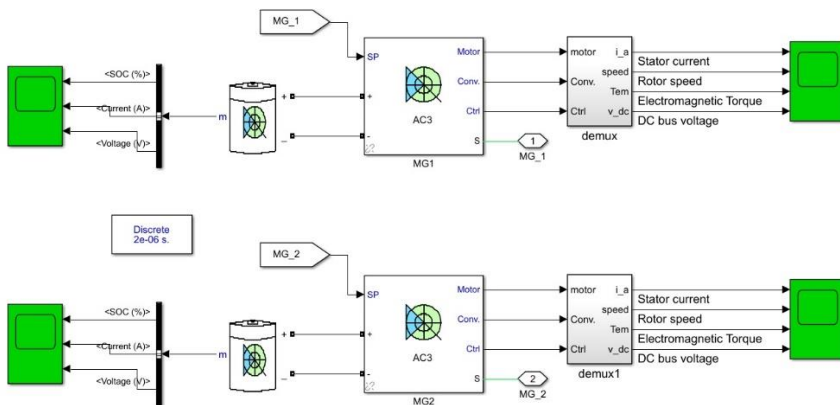 MG_1
<SOC (%)>
<Current (A)>
<Voltage (V)>
m
+
_
SP
+
-
Motor
Conv.
Ctrl
S
AC3
MG1
1
MG_1
motor
Conv.
Ctrl
i_a
speed
Tem
v_dc
demux
Stator current
Rotor speed
Electromagnetic Torque
DC bus voltage
Discrete
2e-06 s.
MG_2
<SOC (%)>
<Current (A)>
<Voltage (V)>
m
+
_
SP
+
-
Motor
Conv.
Ctrl
S
AC3
MG2
2
MG_2
motor
Conv.
Ctrl
i_a
speed
Tem
v_dc
demux1
Stator current
Rotor speed
Electromagnetic Torque
DC bus voltage